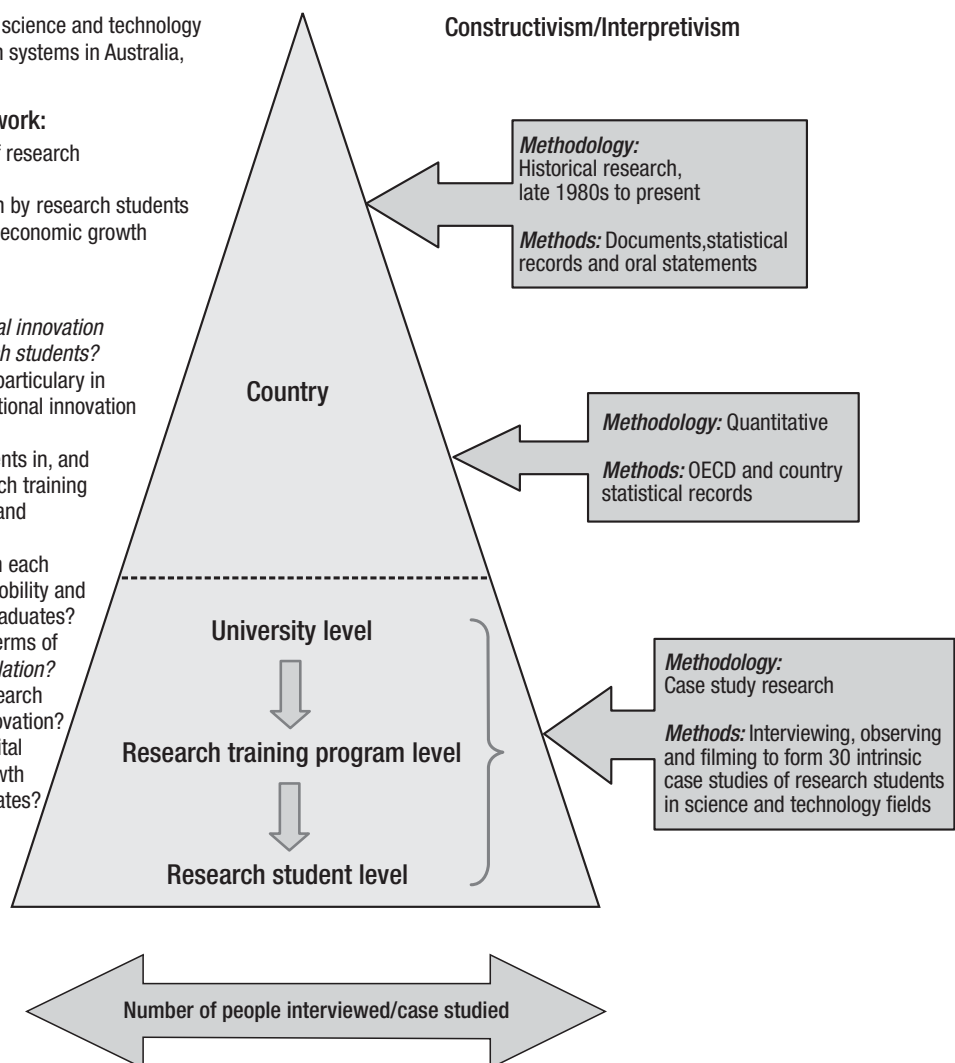 science and technology
n systems in Australia,
work:
f research
n by research students
economic growth
al innovation
h students?
particulary in
tional innovation
ents in, and
ch training
and
n each
obility and
raduates?
erms of
lation?
earch
ovation?
ital
wth
ates?
Constructivism/Interpretivism
Methodology:
Historical research,
late 1980s to present
Methods: Documents,statistical
records and oral statements
Country
Methodology: Quantitative
Methods: OECD and country
statistical records
University level
Research training program level
Research student level
Methodology:
Case study research
Methods: Interviewing, observing
and filming to form 30 intrinsic
case studies of research students
in science and technology fields
Number of people interviewed/case studied